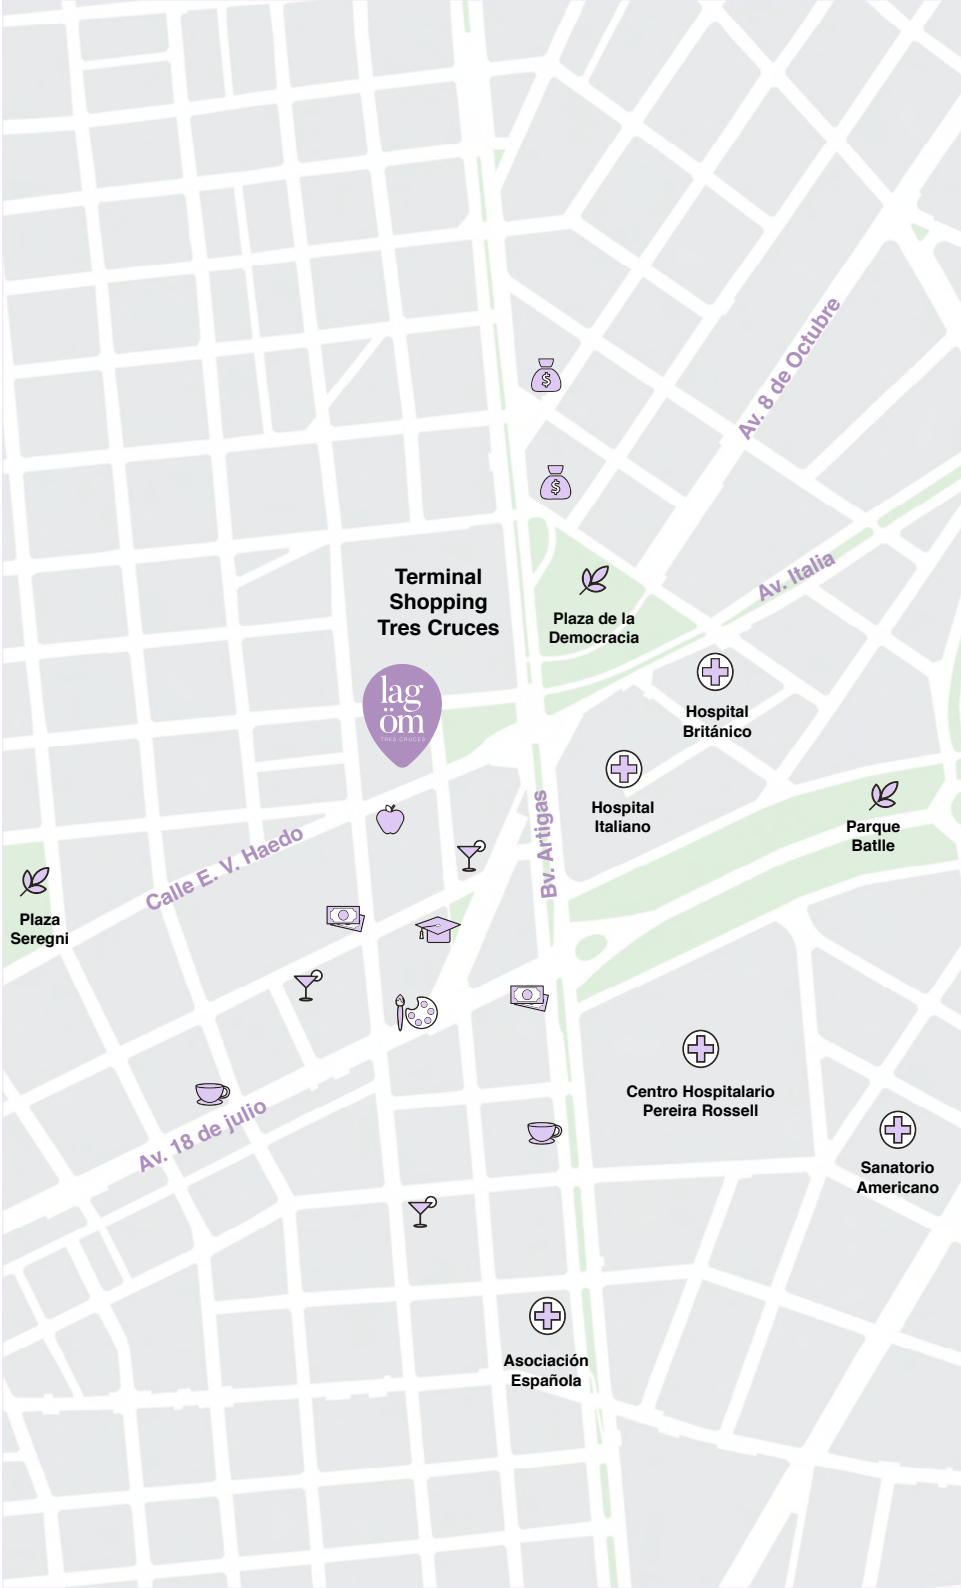 Av. 8 de Octubre
$
$
Av. Italia
Terminal
Shopping
Tres Cruces
Plaza de la
Democracia
lag
öm
TRES CRUCES
Hospital
Británico
Hospital
Italiano
Bv. Artigas
Parque
Batlle
Calle E. V. Haedo
Plaza
Seregni
Centro Hospitalario
Pereira Rossell
Av. 18 de julio
Sanatorio
Americano
Asociación
Española